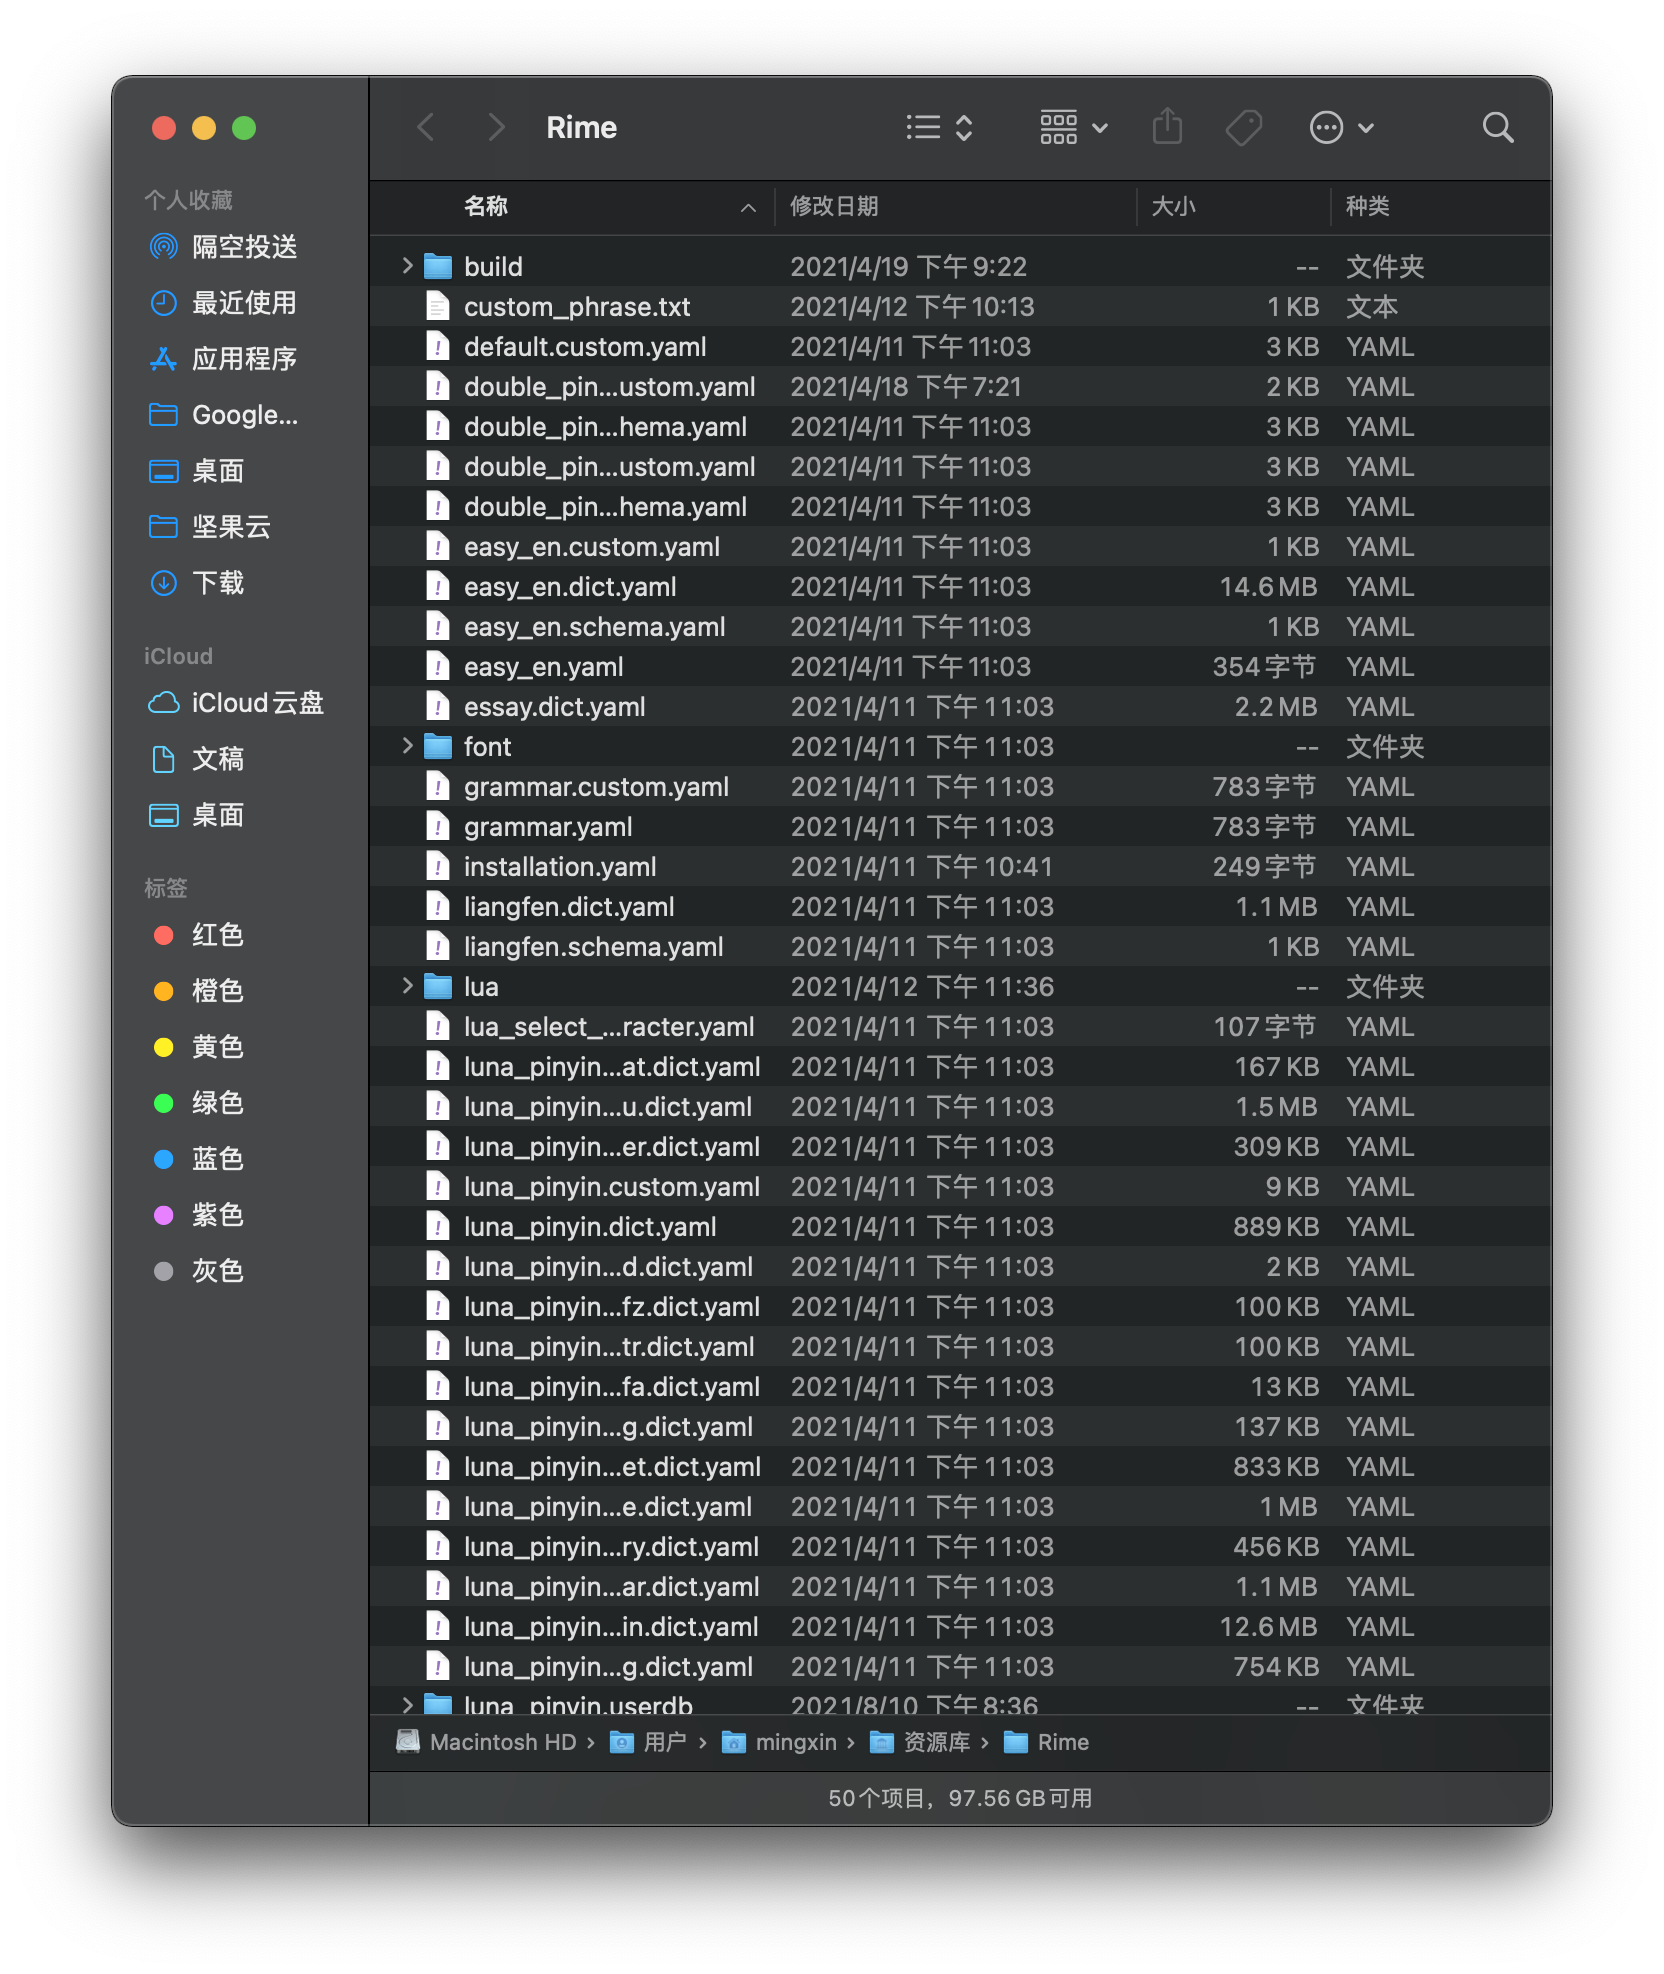 Rime
个人收藏
隔空投送
最近使用
应用程序
Google...
桌面
坚果云
下载
iCloud
iCloud云盘
文稿
桌面
标签
红色
橙色
黄色
绿色
蓝色
紫色
灰色
名称 修改日期 大小 种类
build 2021/4/19 下午9:22 -- 文件夹
custom_phrase.txt 2021/4/12 下午10:13 1 KB 文本
default.custom.yaml 2021/4/11 下午11:03 3 KB YAML
double_pin...ustom.yaml 2021/4/18 下午7:21 2 KB YAML
double_pin...hema.yaml 2021/4/11 下午11:03 3 KB YAML
double_pin...ustom.yaml 2021/4/11 下午11:03 3 KB YAML
double_pin...hema.yaml 2021/4/11 下午11:03 3 KB YAML
easy_en.custom.yaml 2021/4/11 下午11:03 1 KB YAML
easy_en.dict.yaml 2021/4/11 下午11:03 14.6 MB YAML
easy_en.schema.yaml 2021/4/11 下午11:03 1 KB YAML
easy_en.yaml 2021/4/11 下午11:03 354字节 YAML
essay.dict.yaml 2021/4/11 下午11:03 2.2 MB YAML
font 2021/4/11 下午11:03 -- 文件夹
grammar.custom.yaml 2021/4/11 下午11:03 783字节 YAML
grammar.yaml 2021/4/11 下午11:03 783字节 YAML
installation.yaml 2021/4/11 下午10:41 249字节 YAML
liangfen.dict.yaml 2021/4/11 下午11:03 1.1 MB YAML
liangfen.schema.yaml 2021/4/11 下午11:03 1 KB YAML
lua 2021/4/12 下午11:36 -- 文件夹
lua_select_...racter.yaml 2021/4/11 下午11:03 107字节 YAML
luna_pinyin...at.dict.yaml 2021/4/11 下午11:03 167 KB YAML
luna_pinyin...u.dict.yaml 2021/4/11 下午11:03 1.5 MB YAML
luna_pinyin...er.dict.yaml 2021/4/11 下午11:03 309 KB YAML
luna_pinyin.custom.yaml 2021/4/11 下午11:03 9 KB YAML
luna_pinyin.dict.yaml 2021/4/11 下午11:03 889 KB YAML
luna_pinyin...d.dict.yaml 2021/4/11 下午11:03 2 KB YAML
luna_pinyin...fz.dict.yaml 2021/4/11 下午11:03 100 KB YAML
luna_pinyin...tr.dict.yaml 2021/4/11 下午11:03 100 KB YAML
luna_pinyin...fa.dict.yaml 2021/4/11 下午11:03 13 KB YAML
luna_pinyin...g.dict.yaml 2021/4/11 下午11:03 137 KB YAML
luna_pinyin...et.dict.yaml 2021/4/11 下午11:03 833 KB YAML
luna_pinyin...e.dict.yaml 2021/4/11 下午11:03 1 MB YAML
luna_pinyin...ry.dict.yaml 2021/4/11 下午11:03 456 KB YAML
luna_pinyin...ar.dict.yaml 2021/4/11 下午11:03 1.1 MB YAML
luna_pinyin...in.dict.yaml 2021/4/11 下午11:03 12.6 MB YAML
luna_pinyin...g.dict.yaml 2021/4/11 下午11:03 754 KB YAML
luna_pinyin.userdb 2021/8/10 下午8:36 -- 文件夹
Macintosh HD › 用户 › mingxin › 资源库 › Rime
50个项目，97.56 GB可用